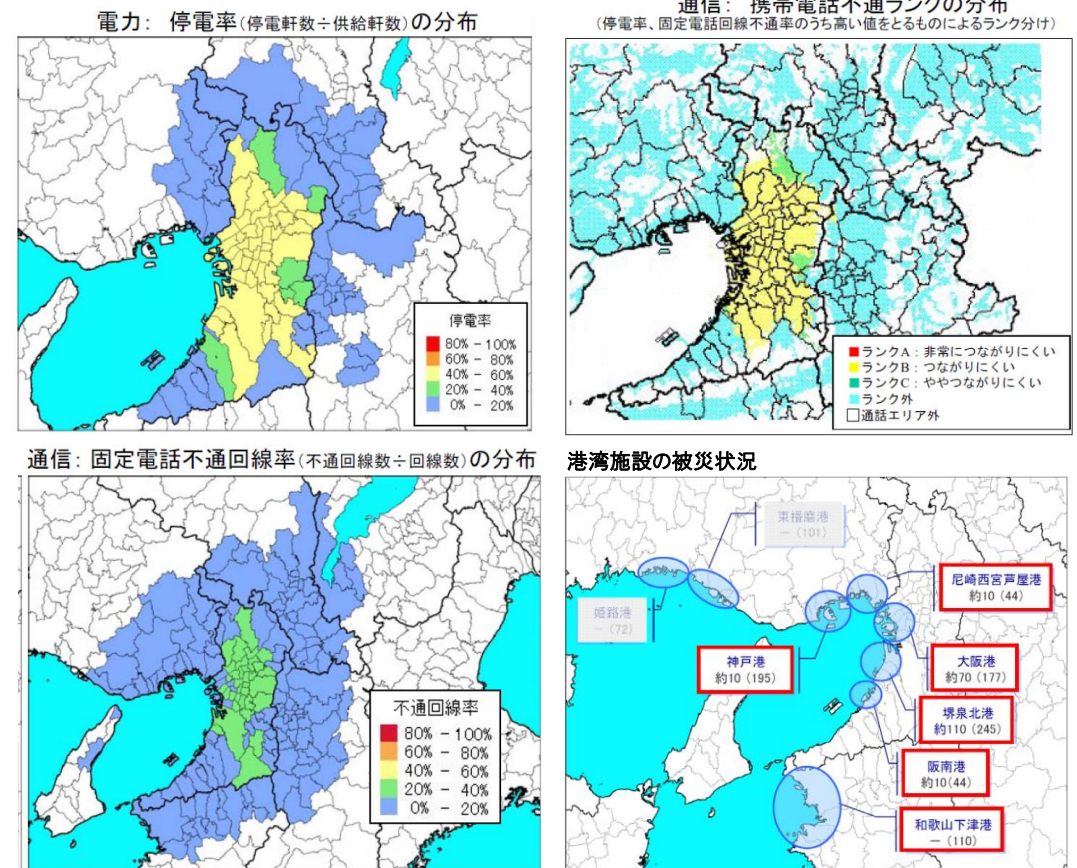 電力： 停電率(停電軒数÷供給軒数)の分布
停電率
80% － 100%
60% － 80%
40% － 60%
20% － 40%
0% － 20%
通信： 携帯電話不通ランクの分布
(停電率、固定電話回線不通率のうち高い値をとるものによるランク分け)
ランクA：非常につながりにくい
ランクB：つながりにくい
ランクC：ややつながりにくい
ランク外
通話エリア外
通信： 固定電話不通回線率(不通回線数÷回線数)の分布
不通回線率
80% － 100%
60% － 80%
40% － 60%
20% － 40%
0% － 20%
港湾施設の被災状況
東播磨港
－（101）
姫路港
－（72）
尼崎西宮芦屋港
約10（44）
神戸港
約10（195）
大阪港
約70（177）
堺泉北港
約110（245）
阪南港
約10(44)
和歌山下津港
－（110）